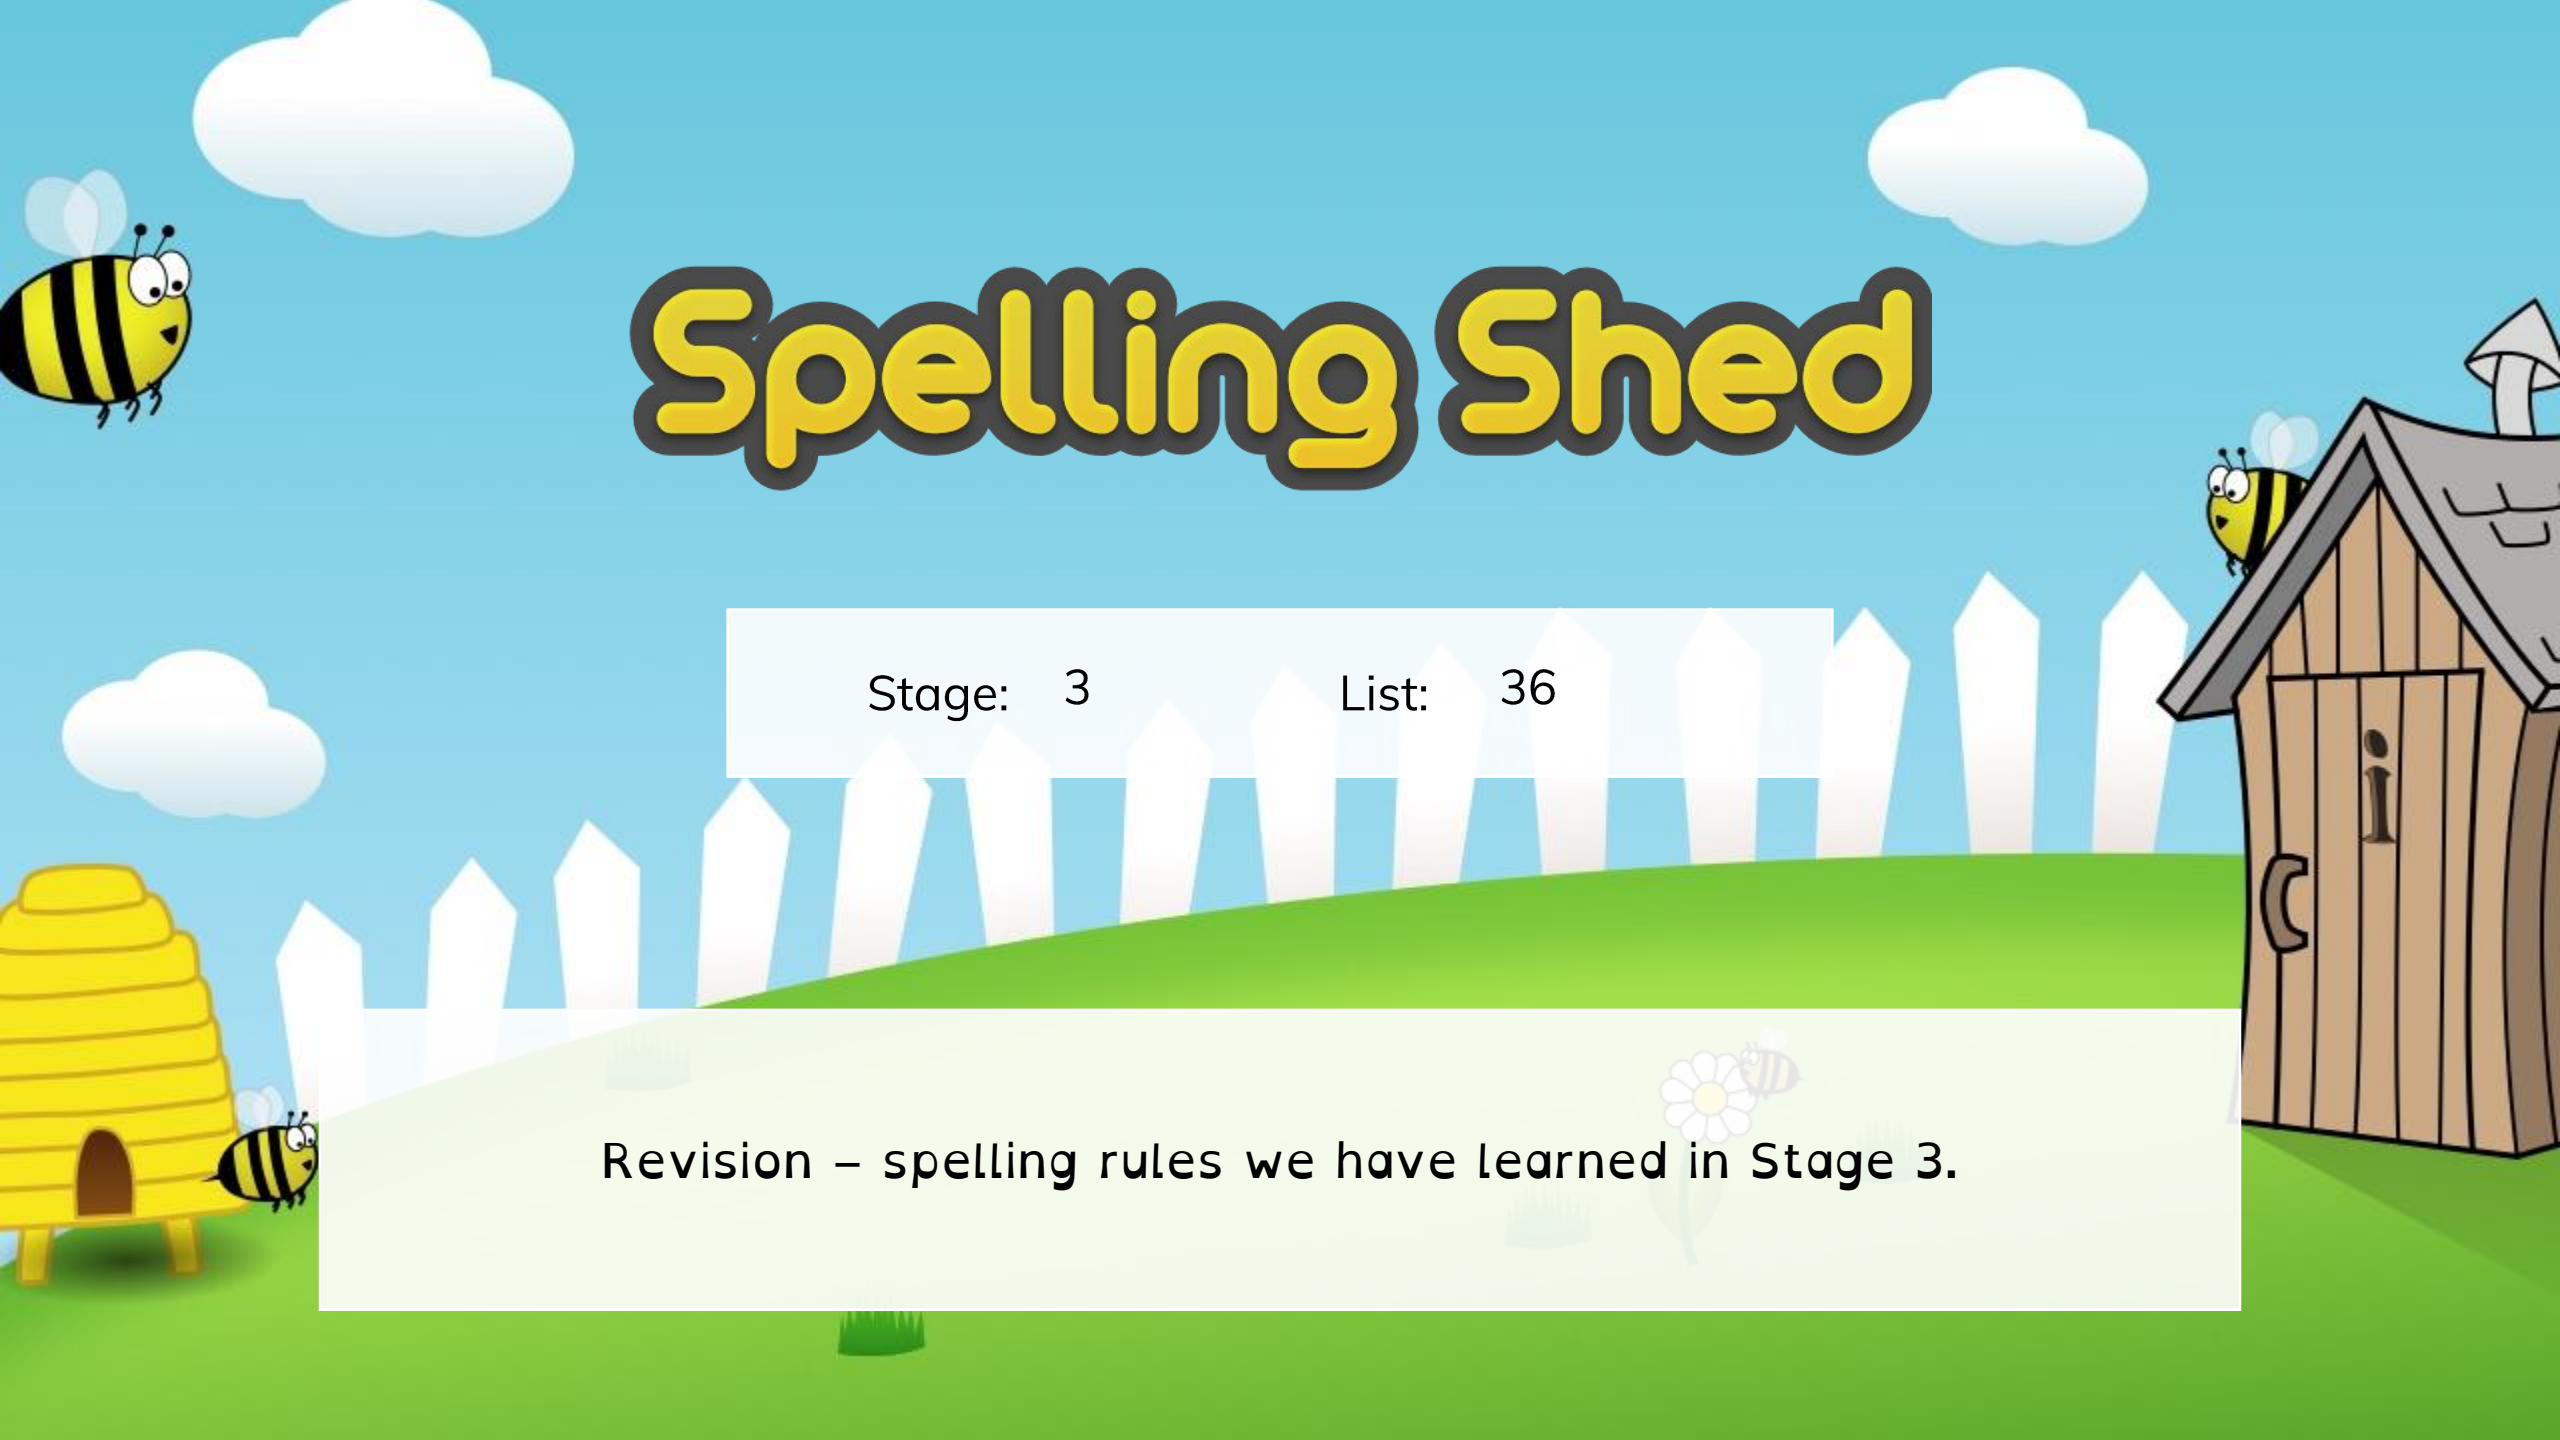 Spelling Shed
Stage: 3 List: 36
i
Revision – spelling rules we have learned in Stage 3.